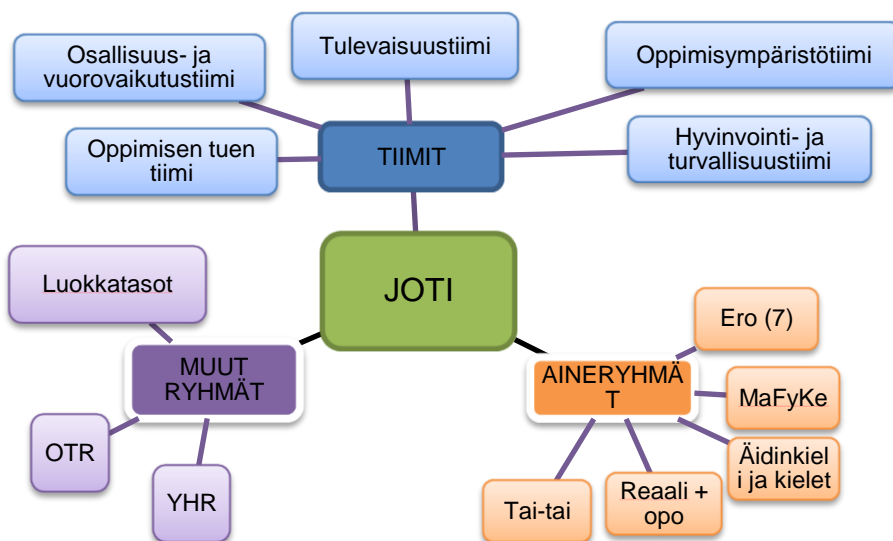 Osallisuus- ja
vuorovaikutustiimi
Tulevaisuustiimi
Oppimisympäristötiimi
Oppimisen tuen
tiimi
TIIMIT
Hyvinvointi- ja
turvallisuustiimi
JOTI
Luokkatasot
MUUT
RYHMÄT
OTR
YHR
Ero (7)
AINERYHMÄ
T
MaFyKe
Äidinkiel
i ja kielet
Reaali +
opo
Tai-tai